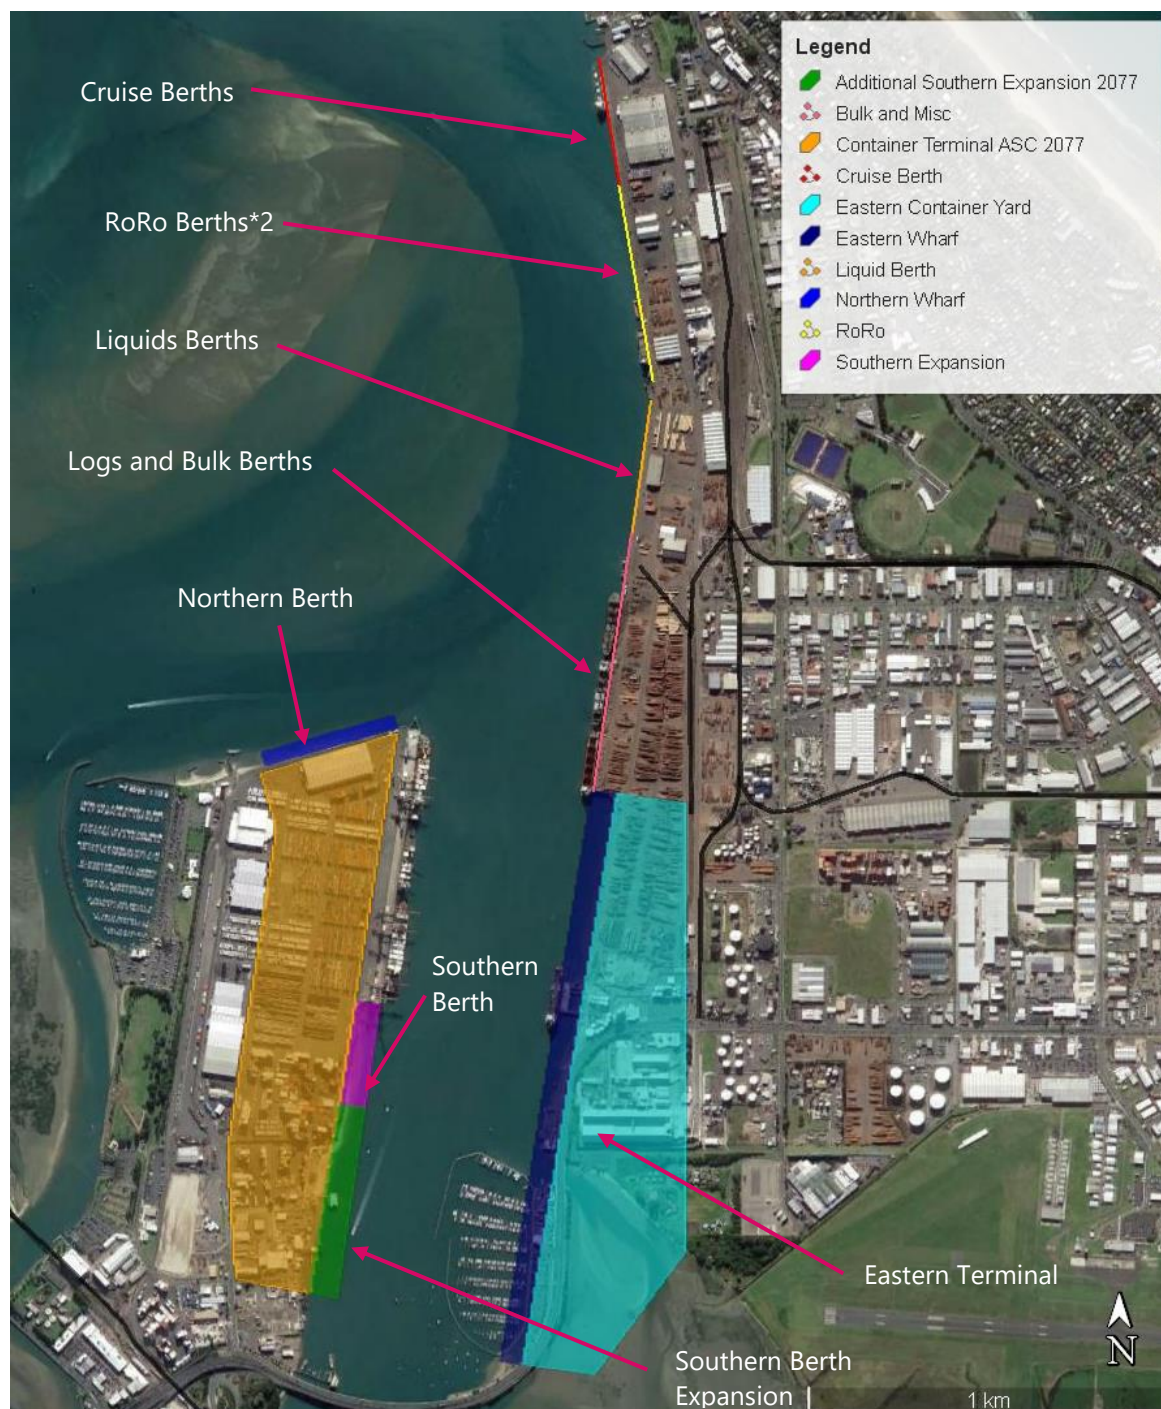 Legend
Additional Southern Expansion 2077
Bulk and Misc
Container Terminal ASC 2077
Cruise Berth
Eastern Container Yard
Eastern Wharf
Liquid Berth
Northern Wharf
RoRo
Southern Expansion
Cruise Berths
RoRo Berths*2
Liquids Berths
Logs and Bulk Berths
Northern Berth
Southern
Berth
Eastern Terminal
Southern Berth
Expansion
N
1 km